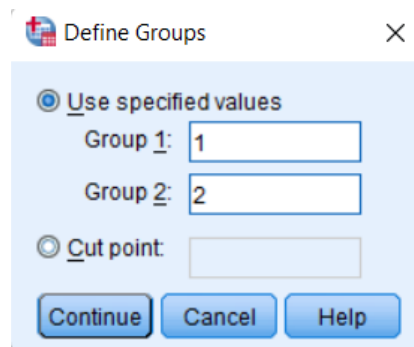 Define Groups
Use specified values
Group 1: 1
Group 2: 2
Cut point:
Continue Cancel Help